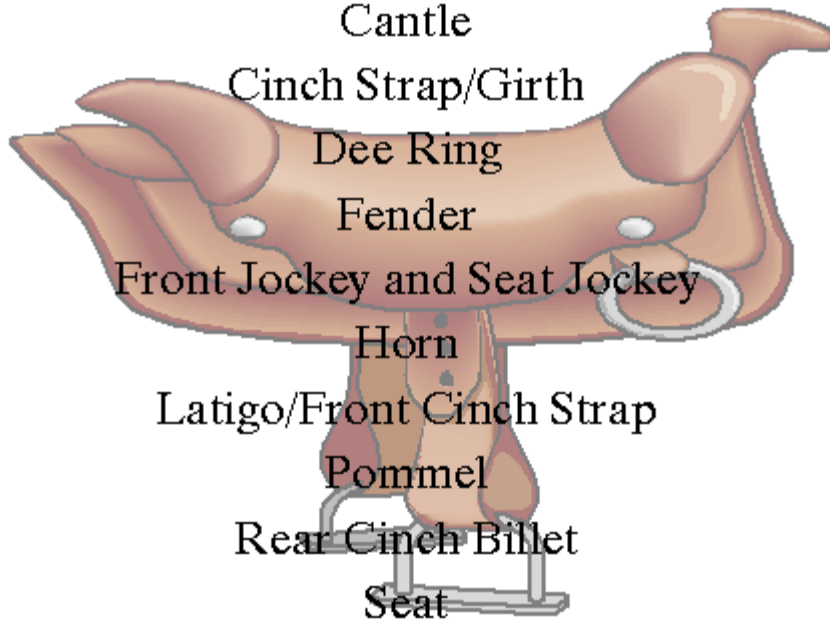 Cantle
Cinch Strap/Girth
Dee Ring
Fender
Front Jockey and Seat Jockey
Horn
Latigo/Front Cinch Strap
Pommel
Rear Cinch Billet
Seat